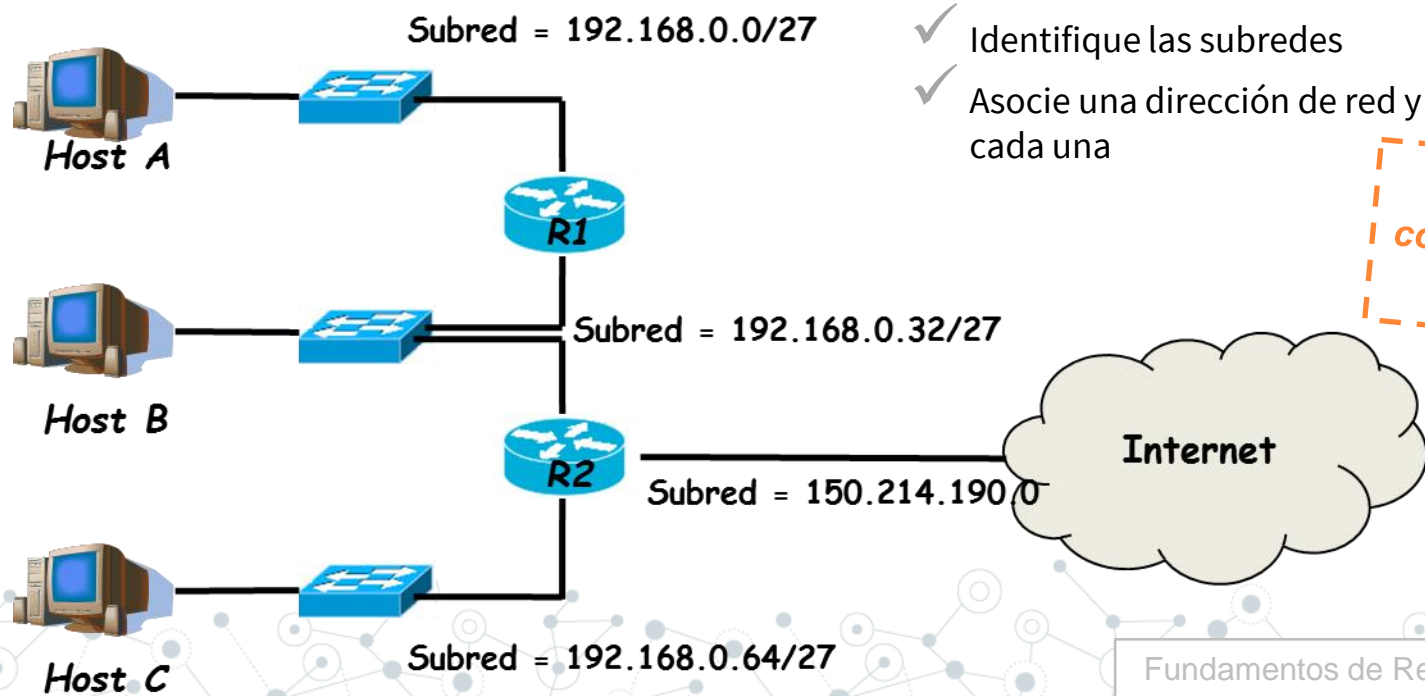 Subred = 192.168.0.0/27
Identifique las subredes
Asocie una dirección de red y
cada una
Host A
R1
Subred = 192.168.0.32/27
Host B
Internet
R2
Subred = 150.214.190.0
Host C
Subred = 192.168.0.64/27
Fundamentos de